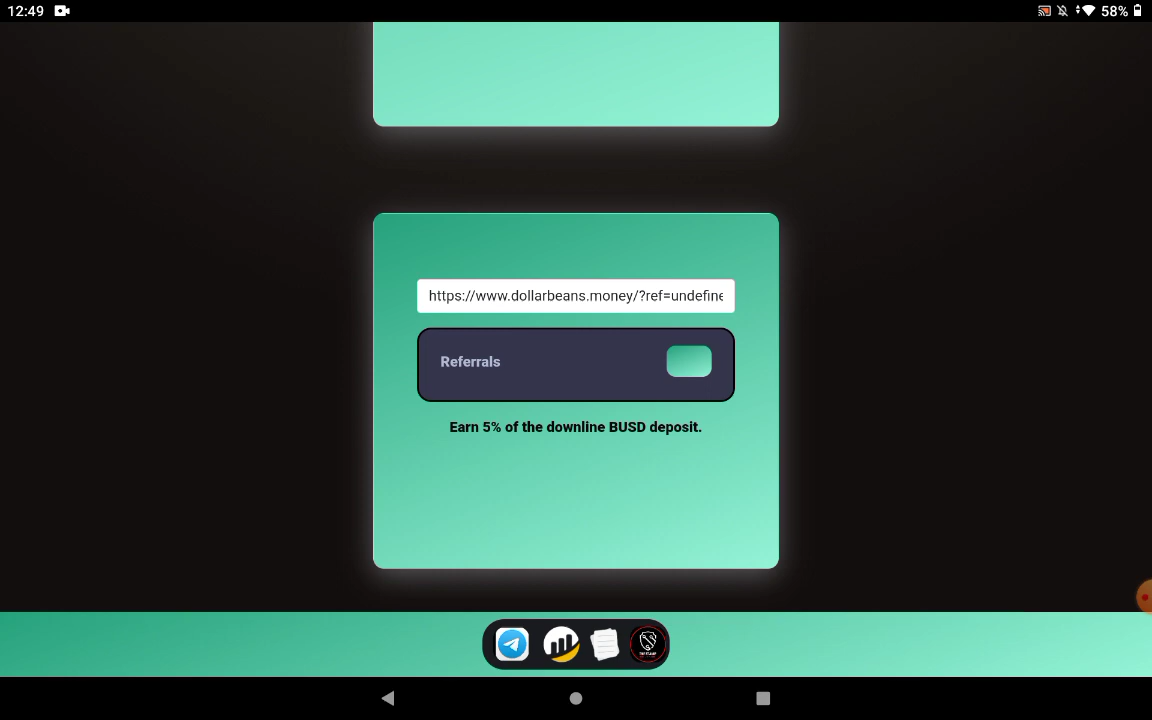 12:49
58%
https://www.dollarbeans.money/?ref=undefine
Referrals
Earn 5% of the downline BUSD deposit.